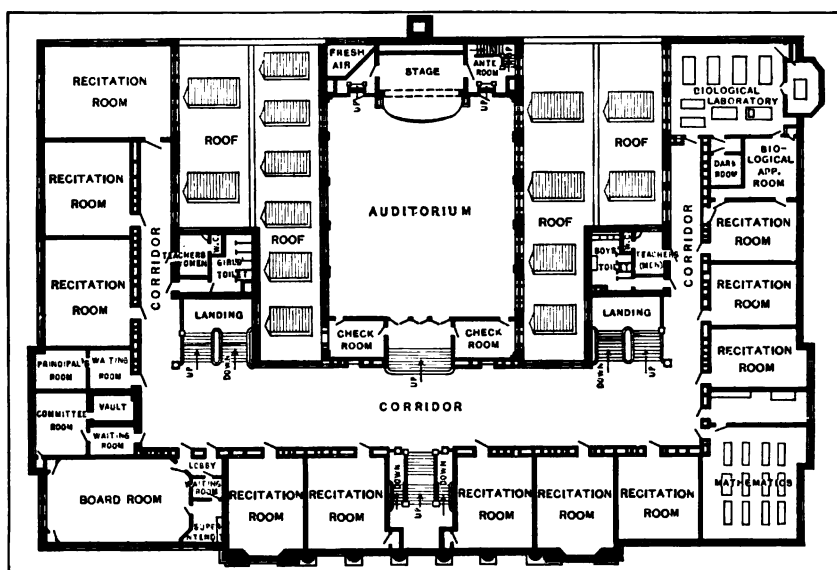 FRESH
AIR
STAGE
ANTE
ROOM
UP
UP
UP
RECITATION
ROOM
ROOF
ROOF
BIOLOGICAL
LABORATORY
DARK
ROOM
BIO-
LOGICAL
APP.
ROOM
RECITATION
ROOM
AUDITORIUM
ROOF
ROOF
CORRIDOR
CORRIDOR
TEACHERS
WOMEN
W.C.
GIRLS
TOILET
BOYS
TOILET
W.C.
TEACHERS
(MEN)
RECITATION
ROOM
RECITATION
ROOM
LANDING
UP
DOWN
CHECK
ROOM
CHECK
ROOM
UP
LANDING
DOWN
UP
RECITATION
ROOM
RECITATION
ROOM
PRINCIPAL'S
ROOM
WAITING
ROOM
COMMITTEE
ROOM
VAULT
WAITING
ROOM
CORRIDOR
LOBBY
WAITING
ROOM
BOARD ROOM
RECITATION
ROOM
RECITATION
ROOM
DOWN
UP
DOWN
RECITATION
ROOM
RECITATION
ROOM
RECITATION
ROOM
MATHEMATICS